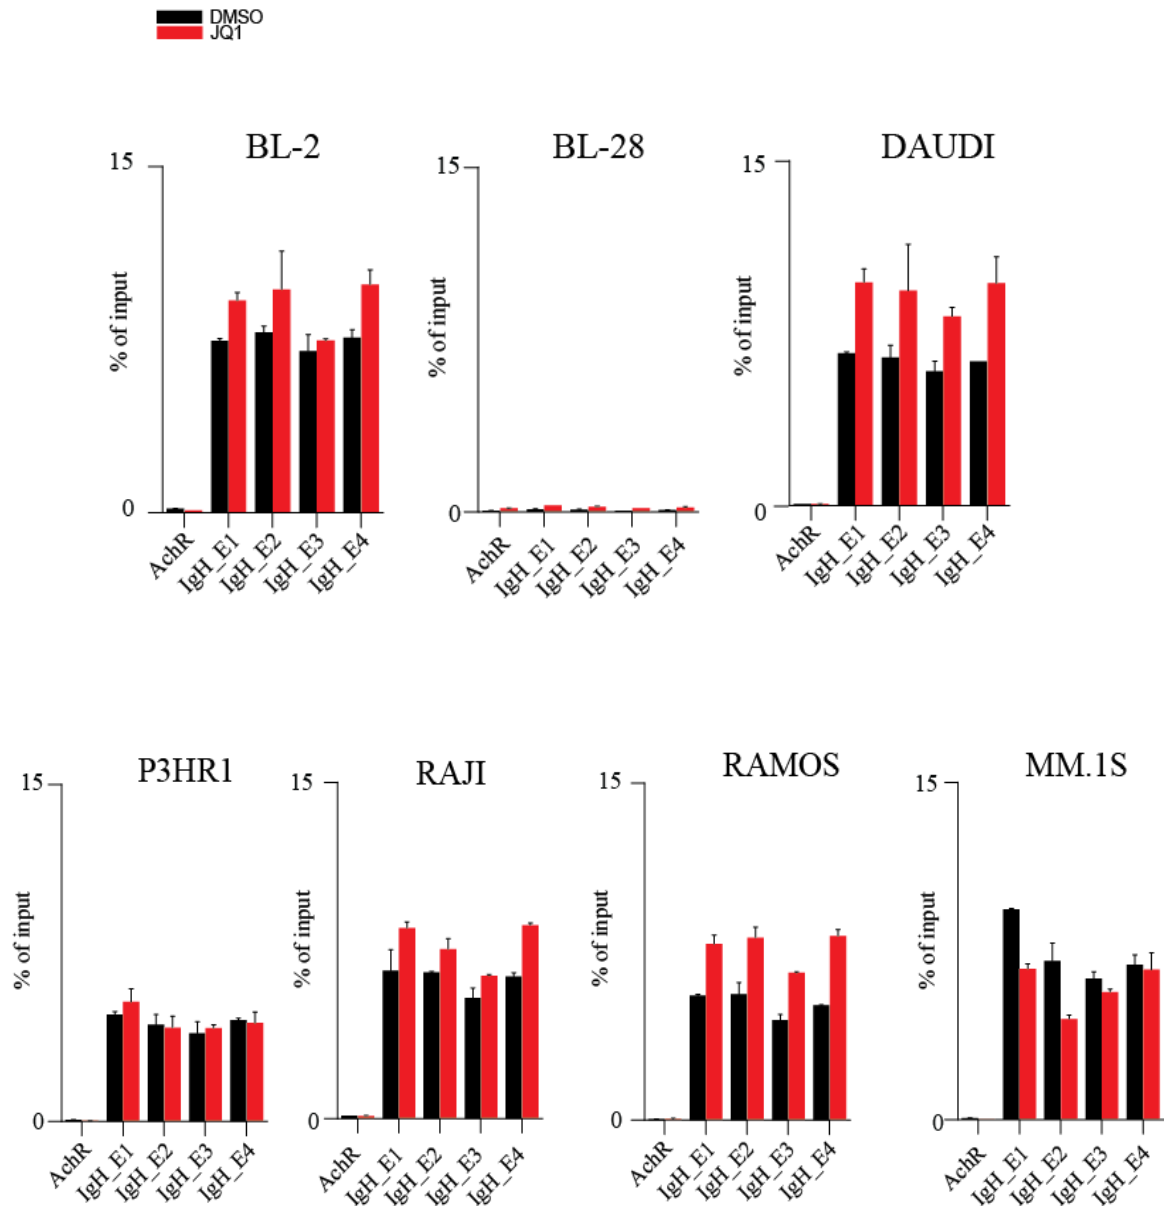 DMSO
JQ1
BL-2
BL-28
DAUDI
15
15
15
% of input
% of input
% of input
0
0
0
AchR IgH_E1 IgH_E2 IgH_E3 IgH_E4
AchR IgH_E1 IgH_E2 IgH_E3 IgH_E4
AchR IgH_E1 IgH_E2 IgH_E3 IgH_E4
P3HR1
RAJI
RAMOS
MM.1S
15
15
15
15
% of input
% of input
% of input
% of input
0
0
0
0
AchR IgH_E1 IgH_E2 IgH_E3 IgH_E4
AchR IgH_E1 IgH_E2 IgH_E3 IgH_E4
AchR IgH_E1 IgH_E2 IgH_E3 IgH_E4
AchR IgH_E1 IgH_E2 IgH_E3 IgH_E4